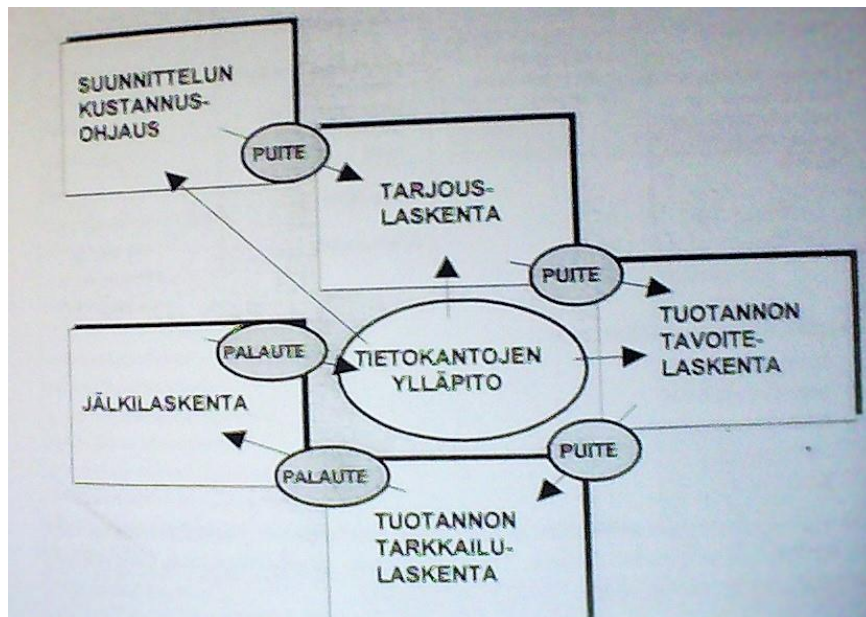 SUUNNITTELUN
KUSTANNUS-
OHJAUS
PUITE
TARJOUS-
LASKENTA
PUITE
TUOTANNON
TAVOITE-
LASKENTA
PALAUTE
TIETOKANTOJEN
YLLÄPITO
JÄLKILASKENTA
PUITE
PALAUTE
TUOTANNON
TARKKAILU-
LASKENTA